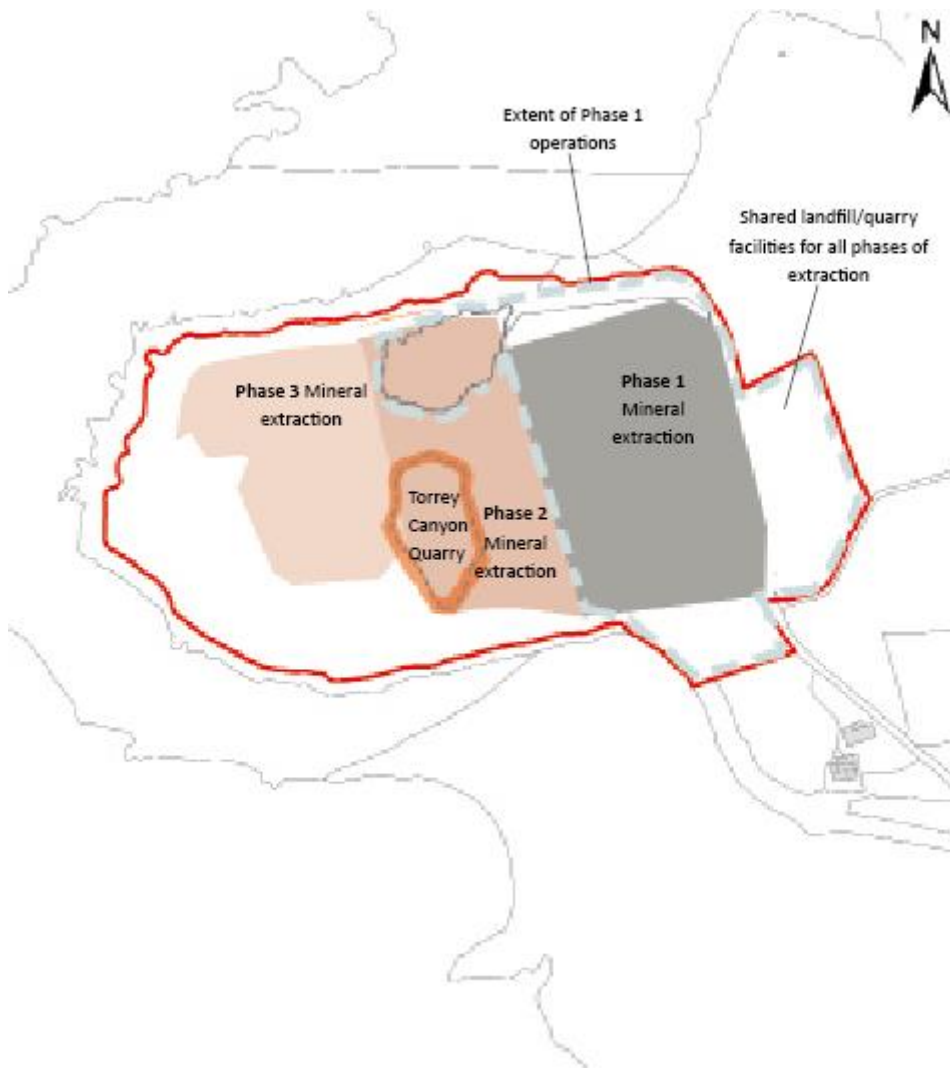 N
Extent of Phase 1
operations
Shared landfill/quarry
facilities for all phases of
extraction
Phase 3 Mineral
extraction
Phase 1
Mineral
extraction
Torrey
Canyon
Quarry
Phase 2
Mineral
extraction